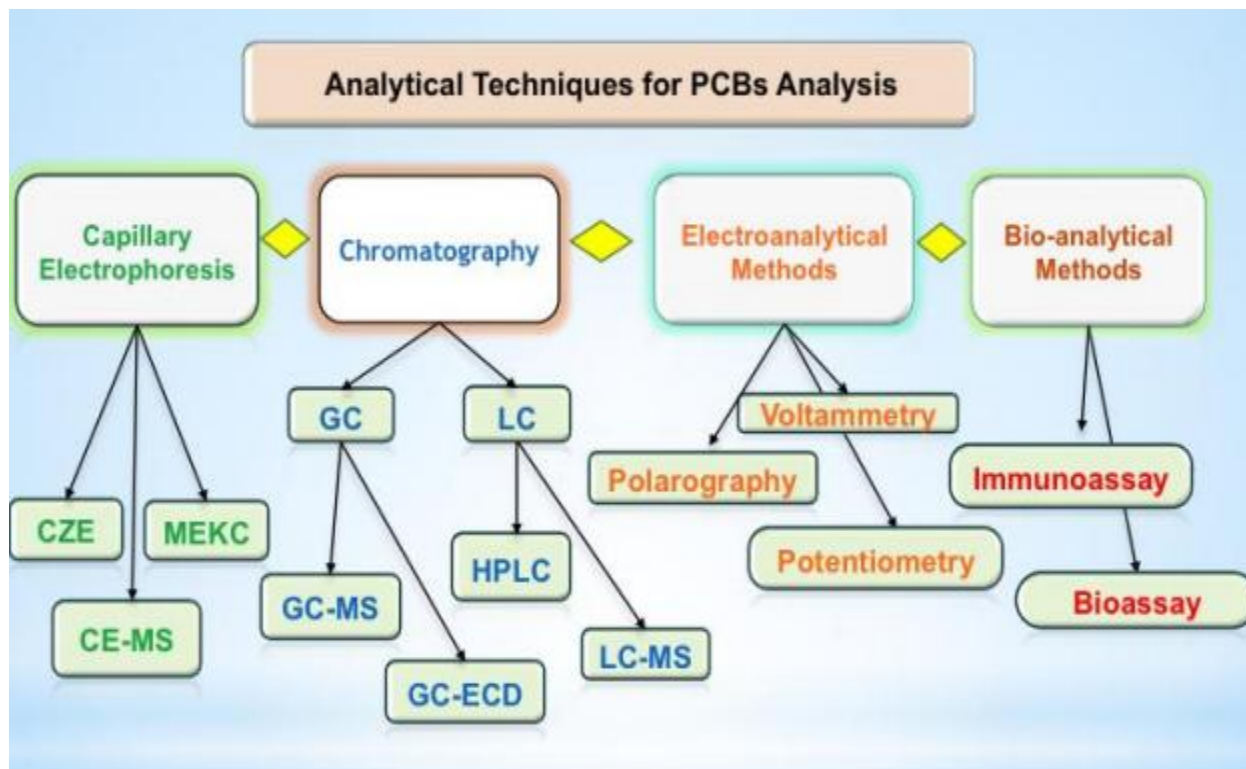 Analytical Techniques for PCBs Analysis
Capillary
Electrophoresis
Chromatography
Electroanalytical
Methods
Bio-analytical
Methods
GC
LC
Voltammetry
Polarography
Immunoassay
CZE
MEKC
HPLC
Potentiometry
GC-MS
Bioassay
CE-MS
LC-MS
GC-ECD